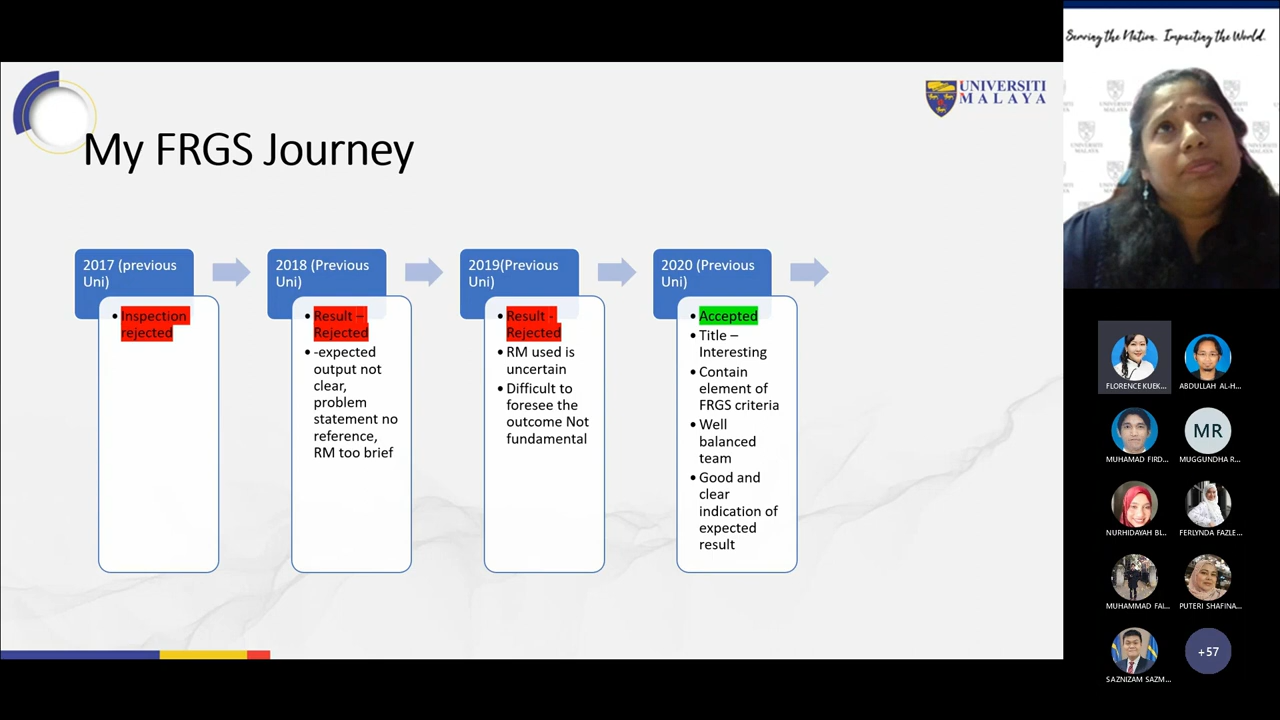 Serving the Nation. Impacting the World.
UNIVERSITI
MALAYA
My FRGS Journey
2017 (previous
Uni)
• Inspection
rejected
2018 (Previous
Uni)
• Result –
Rejected
• -expected
output not
clear,
problem
statement no
reference,
RM too brief
2019(Previous
Uni)
• Result -
Rejected
• RM used is
uncertain
• Difficult to
foresee the
outcome Not
fundamental
2020 (Previous
Uni)
• Accepted
• Title –
Interesting
• Contain
element of
FRGS criteria
• Well
balanced
team
• Good and
clear
indication of
expected
result
UNIVERSITI
MALAYA
FLORENCE KUEK...
ABDULLAH AL-H...
MUHAMAD FIRD...
MR
MUGGUNDHA R...
NURHIDAYAH BI...
FERLYNDA FAZLE...
MUHAMMAD FAI...
PUTERI SHAFINA...
SAZNIZAM SAZM...
+57